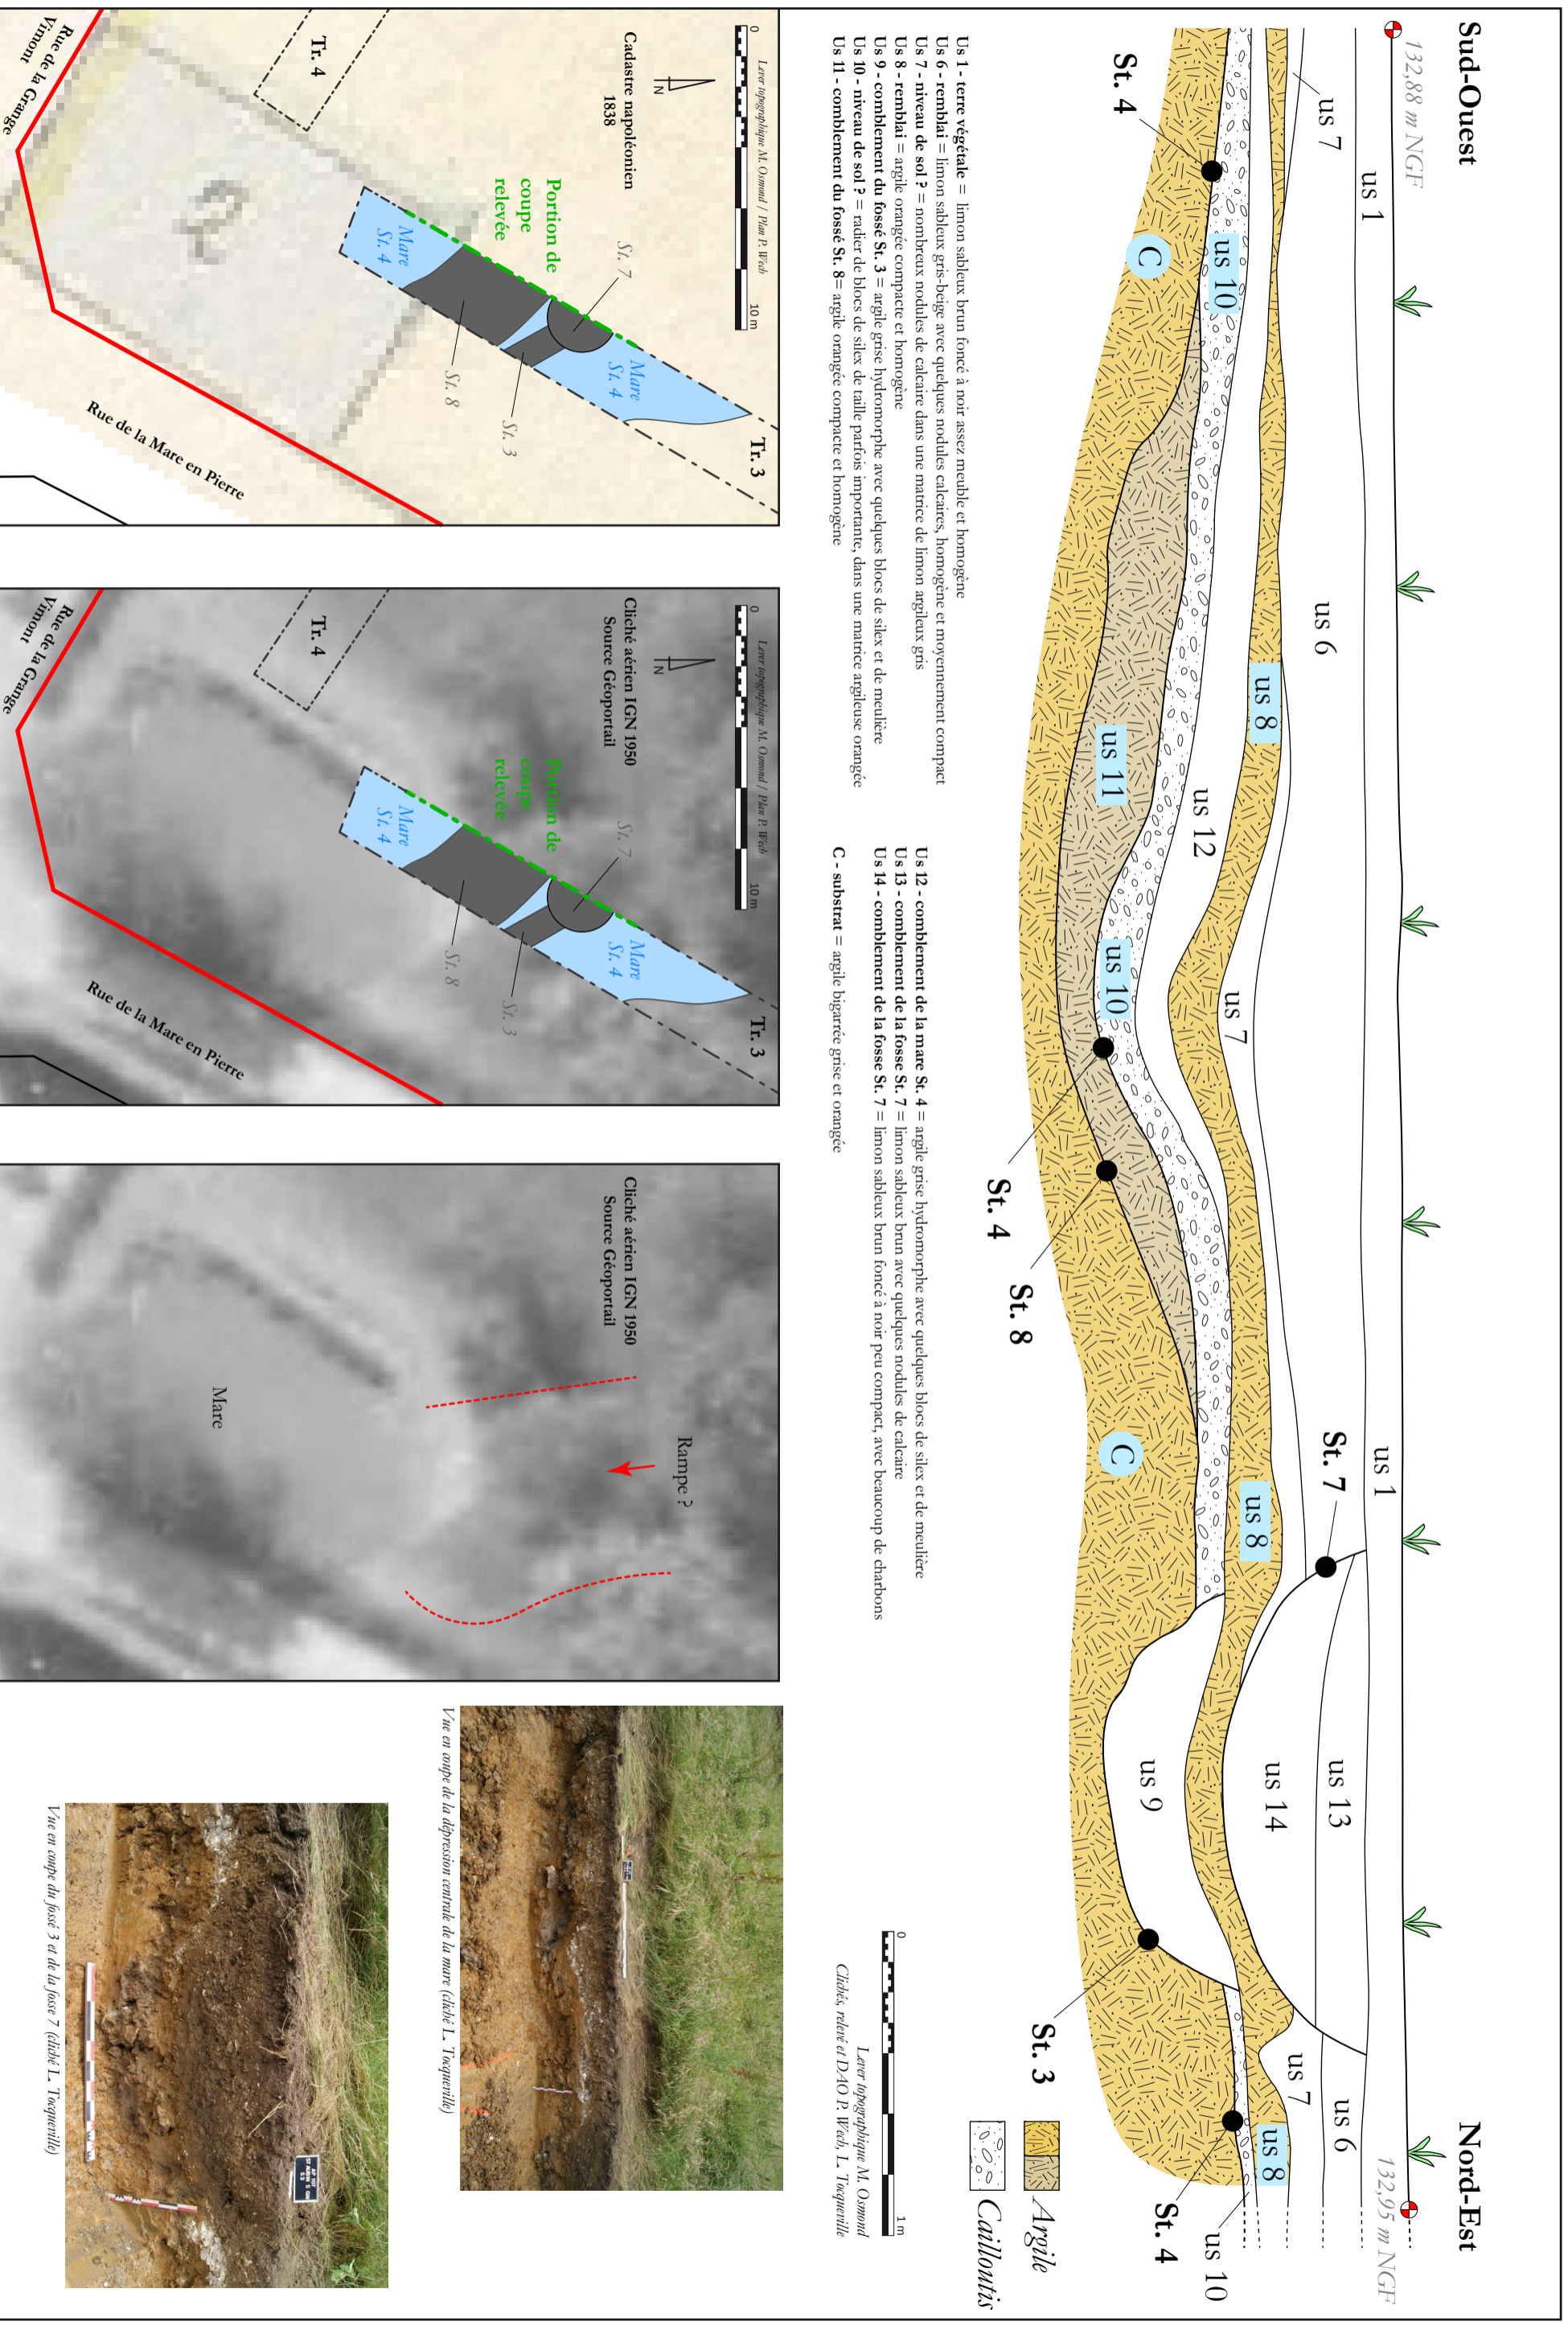 Sud-Ouest
Nord-Est
132,88 m NGF
132,95 m NGF
us 1
us 1
us 7
us 6
us 6
us 8
us 7
us 12
us 10
us 11
us 10
C
C
St. 4
St. 4
St. 8
us 8
St. 7
us 13
us 14
us 9
St. 3
us 7
us 8
St. 4
us 10
Us 1 - terre végétale = limon sableux brun foncé à noir assez meuble et homogène
Us 6 - remblai = limon sableux gris-beige avec quelques nodules calcaires, homogène et moyennement compact
Us 7 - niveau de sol ? = nombreux nodules de calcaire dans une matrice de limon argileux gris
Us 8 - remblai = argile orangée compacte et homogène
Us 9 - comblement du fossé St. 3 = argile grise hydromorphe avec quelques blocs de silex et de meulière
Us 10 - niveau de sol ? = radier de blocs de silex de taille parfois importante, dans une matrice argileuse orangée
Us 11 - comblement du fossé St. 8= argile orangée compacte et homogène
Us 12 - comblement de la mare St. 4 = argile grise hydromorphe avec quelques blocs de silex et de meulière
Us 13 - comblement de la fosse St. 7 = limon sableux brun avec quelques nodules de calcaire
Us 14 - comblement de la fosse St. 7 = limon sableux brun foncé à noir peu compact, avec beaucoup de charbons
C - substrat = argile bigarrée grise et orangée
Argile
Cailloutis
0 1 m
Lever topographique M. Osmond
Clichés, relevé et DAO P. Wech, L. Tocqueville
0 10 m
Lever topographique M. Osmond / Plan P. Wech
N
Cadastre napoléonien
1838
Portion de
coupe
relevée
St. 7
Tr. 3
Tr. 4
Mare
St. 4
Mare
St. 4
St. 3
St. 8
Rue de la Mare en Pierre
Rue de la Grange
Vimont
0 10 m
Lever topographique M. Osmond / Plan P. Wech
N
Cliché aérien IGN 1950
Source Géoportail
Portion de
coupe
relevée
St. 7
Tr. 3
Tr. 4
Mare
St. 4
Mare
St. 4
St. 3
St. 8
Rue de la Mare en Pierre
Rue de la Grange
Vimont
Cliché aérien IGN 1950
Source Géoportail
Rampe ?
Mare
Vue en coupe de la dépression centrale de la mare (cliché L. Tocqueville)
Vue en coupe du fossé 3 et de la fosse 7 (cliché L. Tocqueville)